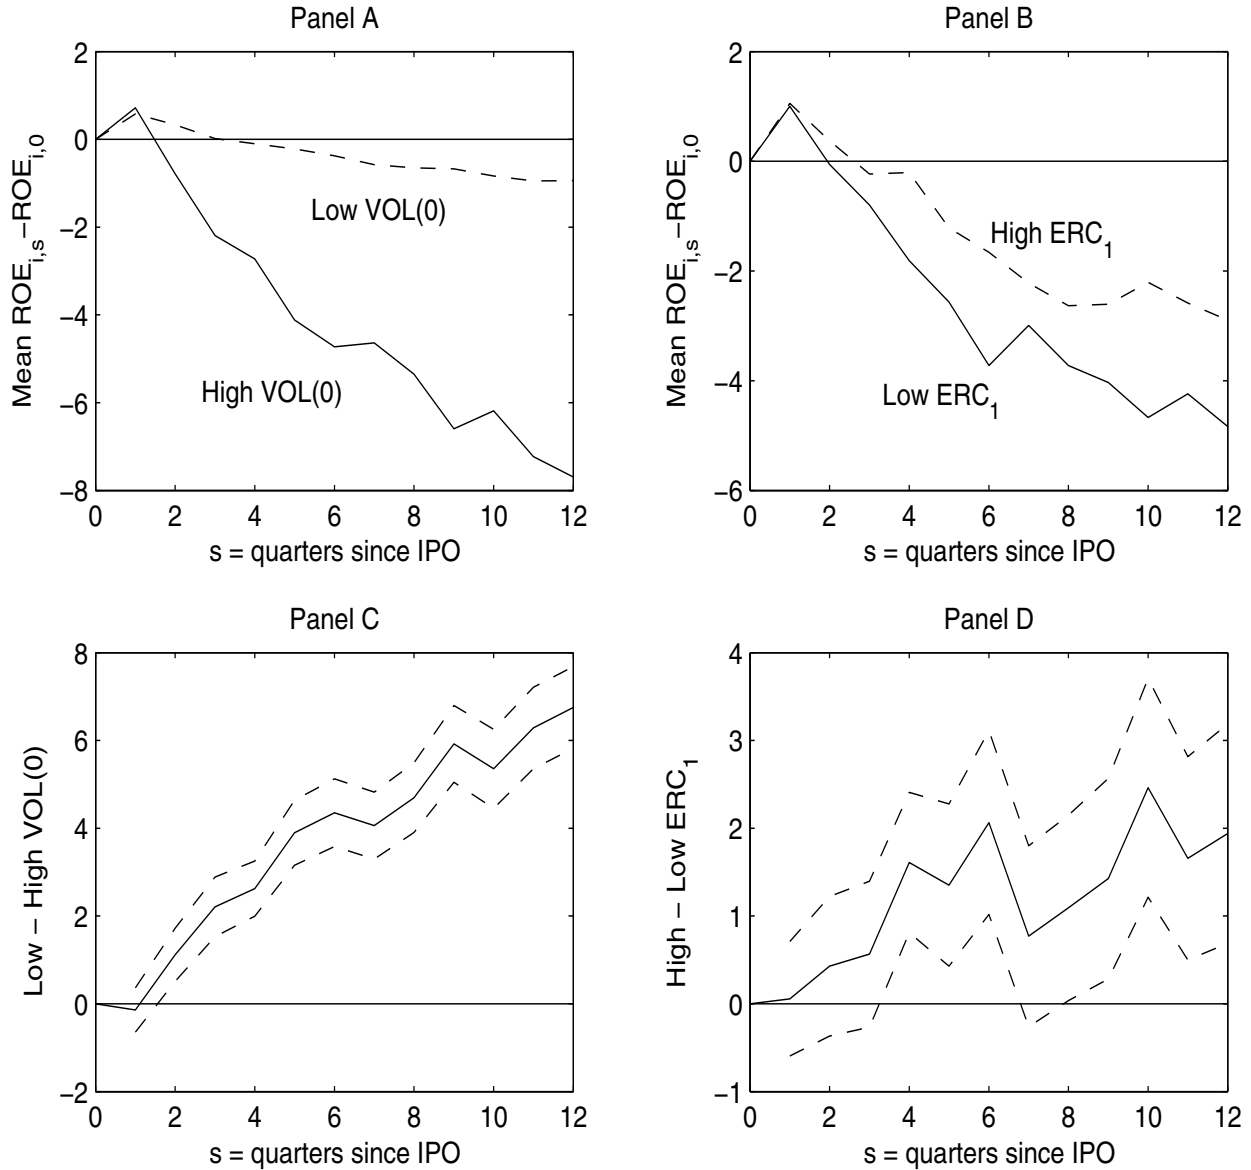 Panel A
2
0
−2
−4
−6
−8
0 2 4 6 8 10 12
Mean ROE_{i,s}−ROE_{i,0}
Low VOL(0)
High VOL(0)
s = quarters since IPO
Panel B
2
0
−2
−4
−6
0 2 4 6 8 10 12
Mean ROE_{i,s}−ROE_{i,0}
High ERC_1
Low ERC_1
s = quarters since IPO
Panel C
8
6
4
2
0
−2
0 2 4 6 8 10 12
Low − High VOL(0)
s = quarters since IPO
Panel D
4
3
2
1
0
−1
0 2 4 6 8 10 12
High − Low ERC_1
s = quarters since IPO